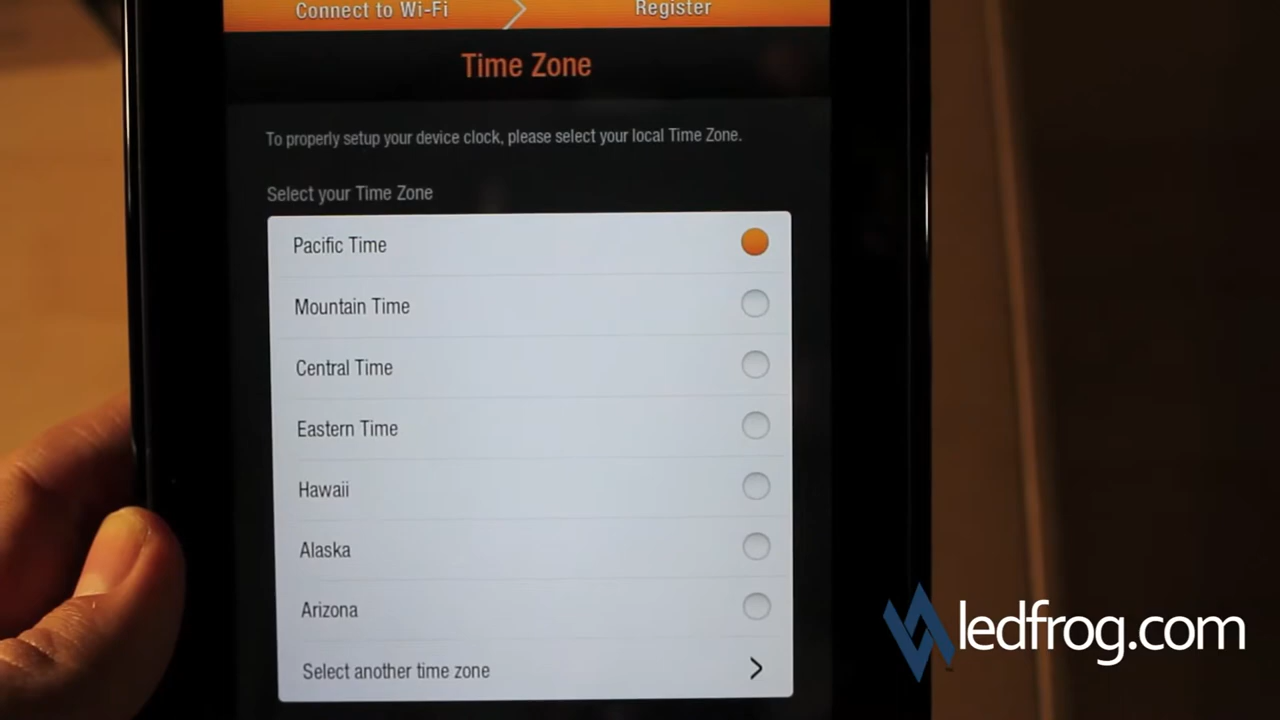 Connect to Wi-Fi
Register
Time Zone
To properly setup your device clock, please select your local Time Zone.
Select your Time Zone
Pacific Time
Mountain Time
Central Time
Eastern Time
Hawaii
Alaska
Arizona
Select another time zone
ledfrog.com